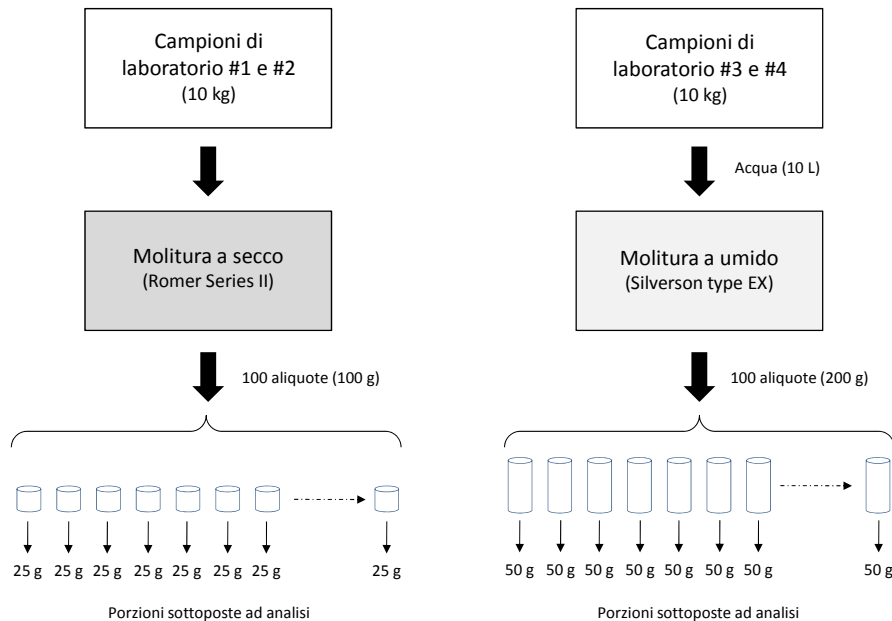 Campioni di
laboratorio #1 e #2
(10 kg)
Molitura a secco
(Romer Series II)
100 aliquote (100 g)
25 g 25 g 25 g 25 g 25 g 25 g 25 g 25 g
Porzioni sottoposte ad analisi
Campioni di
laboratorio #3 e #4
(10 kg)
Acqua (10 L)
Molitura a umido
(Silverson type EX)
100 aliquote (200 g)
50 g 50 g 50 g 50 g 50 g 50 g 50 g 50 g
Porzioni sottoposte ad analisi